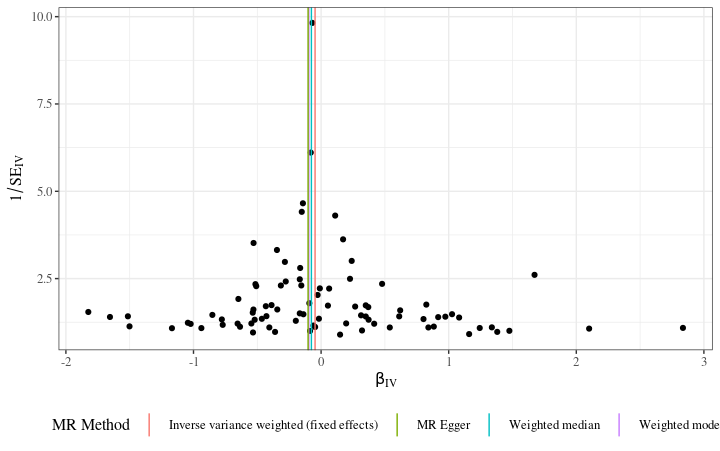 10.0
7.5
5.0
2.5
1/SE_IV
-2
-1
0
1
2
3
β_IV
MR Method
Inverse variance weighted (fixed effects)
MR Egger
Weighted median
Weighted mode